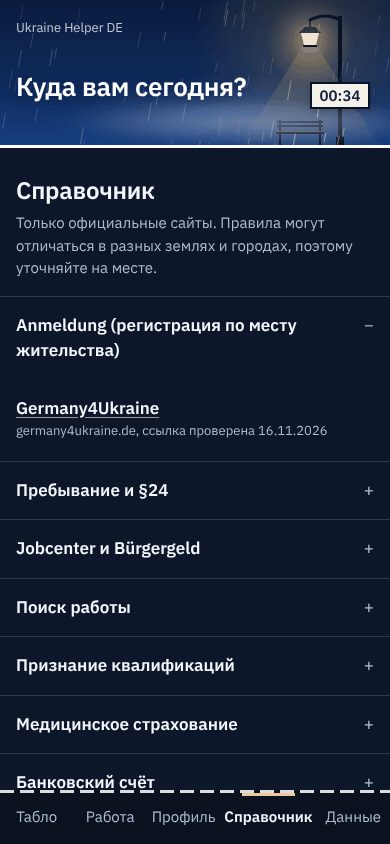 Ukraine Helper DE
Куда вам сегодня?
00:34
Справочник
Только официальные сайты. Правила могут
отличаться в разных землях и городах, поэтому
уточняйте на месте.
Anmeldung (регистрация по месту
жительства)
−
Germany4Ukraine
germany4ukraine.de, ссылка проверена 16.11.2026
Пребывание и §24 +
Jobcenter и Bürgergeld +
Поиск работы +
Признание квалификаций +
Медицинское страхование +
Банковский счёт +
Табло Работа Профиль Справочник Данные